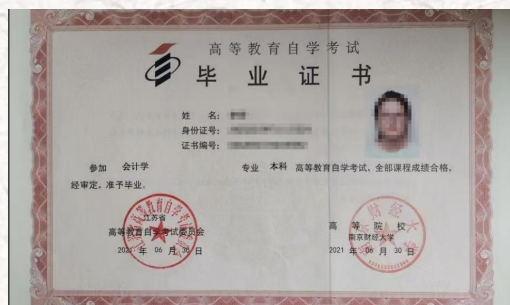 高等教育自学考试
毕业证书
姓 名：
身份证号：
证书编号：
参加 会计学 专业 本科 高等教育自学考试，全部课程成绩合格，
经审定，准予毕业。
江苏省
高等教育自学考试委员会
2021 年 06 月 30 日
高等院校
南京财经大学
2021 年 06 月 30 日